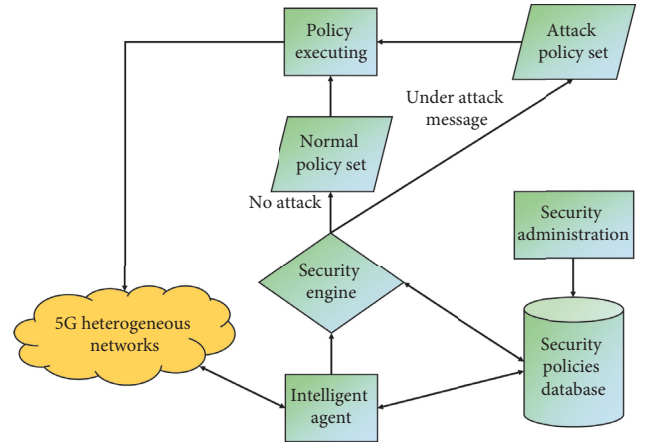 Policy
executing
Attack
policy set
Under attack
message
Normal
policy set
No attack
Security
administration
Security
engine
5G heterogeneous
networks
Security
policies
database
Intelligent
agent